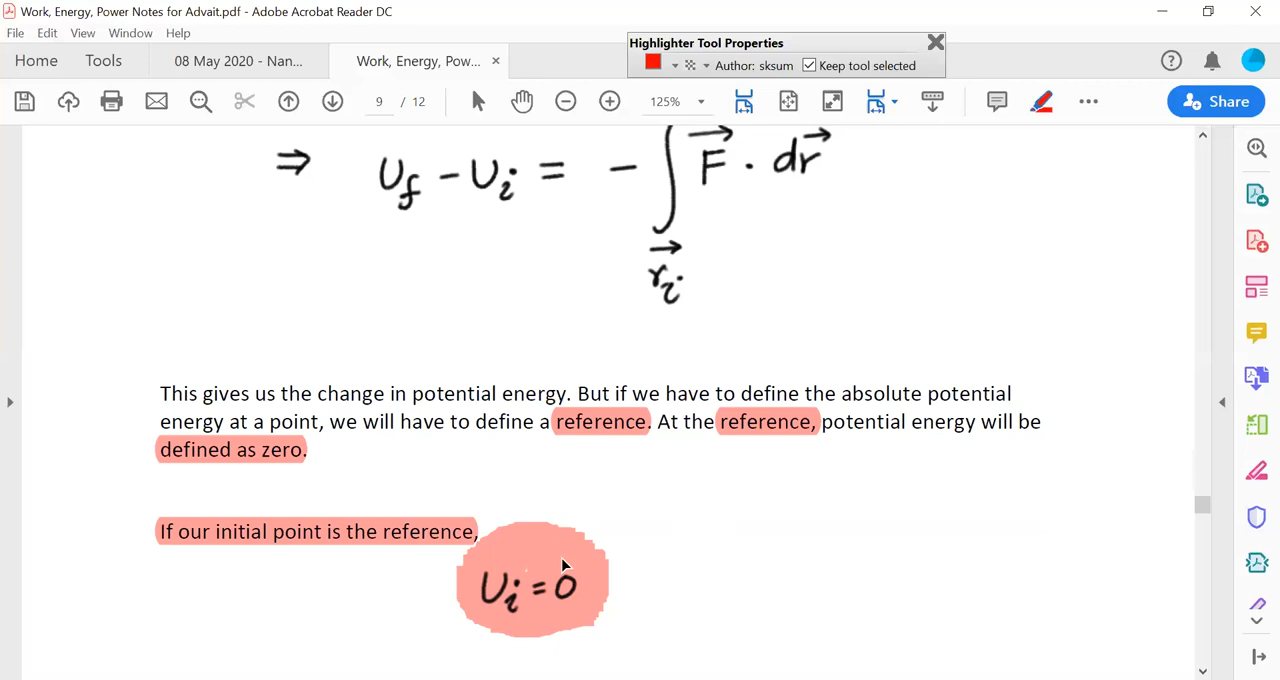 Work, Energy, Power Notes for Advait.pdf - Adobe Acrobat Reader DC
File Edit View Window Help
Highlighter Tool Properties
Author: sksum Keep tool selected
Home Tools 08 May 2020 - Nan... Work, Energy, Pow... ×
9 / 12 125% Share
⇒ U_f - U_i = - ∫ F⃗ . dr⃗
r⃗_i
This gives us the change in potential energy. But if we have to define the absolute potential
energy at a point, we will have to define a reference. At the reference, potential energy will be
defined as zero.
If our initial point is the reference,
U_i = 0